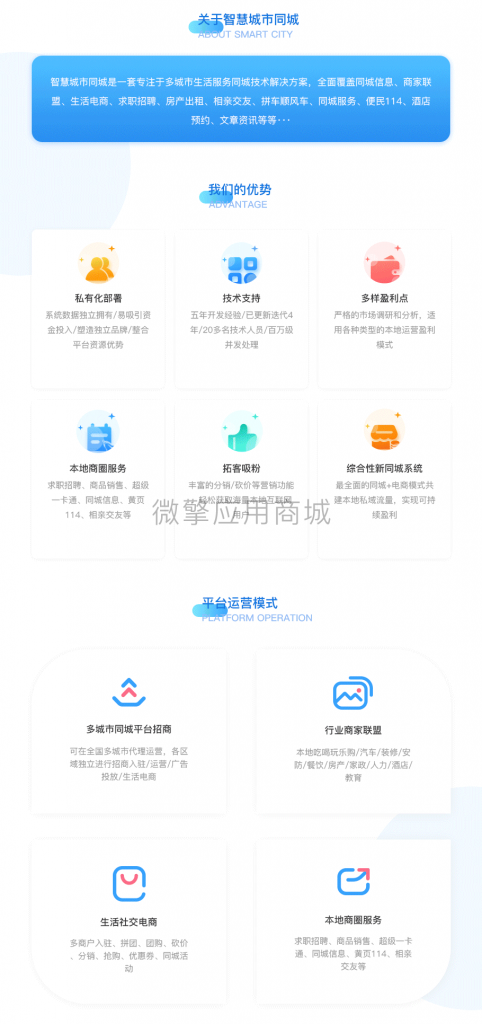 关于智慧城市同城
ABOUT SMART CITY
智慧城市同城是一套专注于多城市生活服务同城技术解决方案，全面覆盖同城信息、商家联
盟、生活电商、求职招聘、房产出租、相亲交友、拼车顺风车、同城服务、便民114、酒店
预约、文章资讯等等···
我们的优势
ADVANTAGE
私有化部署
系统数据独立拥有/易吸引资
金投入/塑造独立品牌/整合
平台资源优势
技术支持
五年开发经验/已更新迭代4
年/20多名技术人员/百万级
并发处理
多样盈利点
严格的市场调研和分析，适
用各种类型的本地运营盈利
模式
本地商圈服务
求职招聘、商品销售、超级
一卡通、同城信息、黄页
114、相亲交友等
拓客吸粉
丰富的分销/砍价等营销功能
轻松获取海量本地互联网
用户
综合性新同城系统
最全面的同城+电商模式共
建本地私域流量，实现可持
续盈利
微擎应用商城
平台运营模式
PLATFORM OPERATION
多城市同城平台招商
可在全国多城市代理运营，各区
域独立进行招商入驻/运营/广告
投放/生活电商
行业商家联盟
本地吃喝玩乐购/汽车/装修/安
防/餐饮/房产/家政/人力/酒店/
教育
生活社交电商
多商户入驻、拼团、团购、砍价
、分销、抢购、优惠券、同城活
动
本地商圈服务
求职招聘、商品销售、超级一卡
通、同城信息、黄页114、相亲
交友等